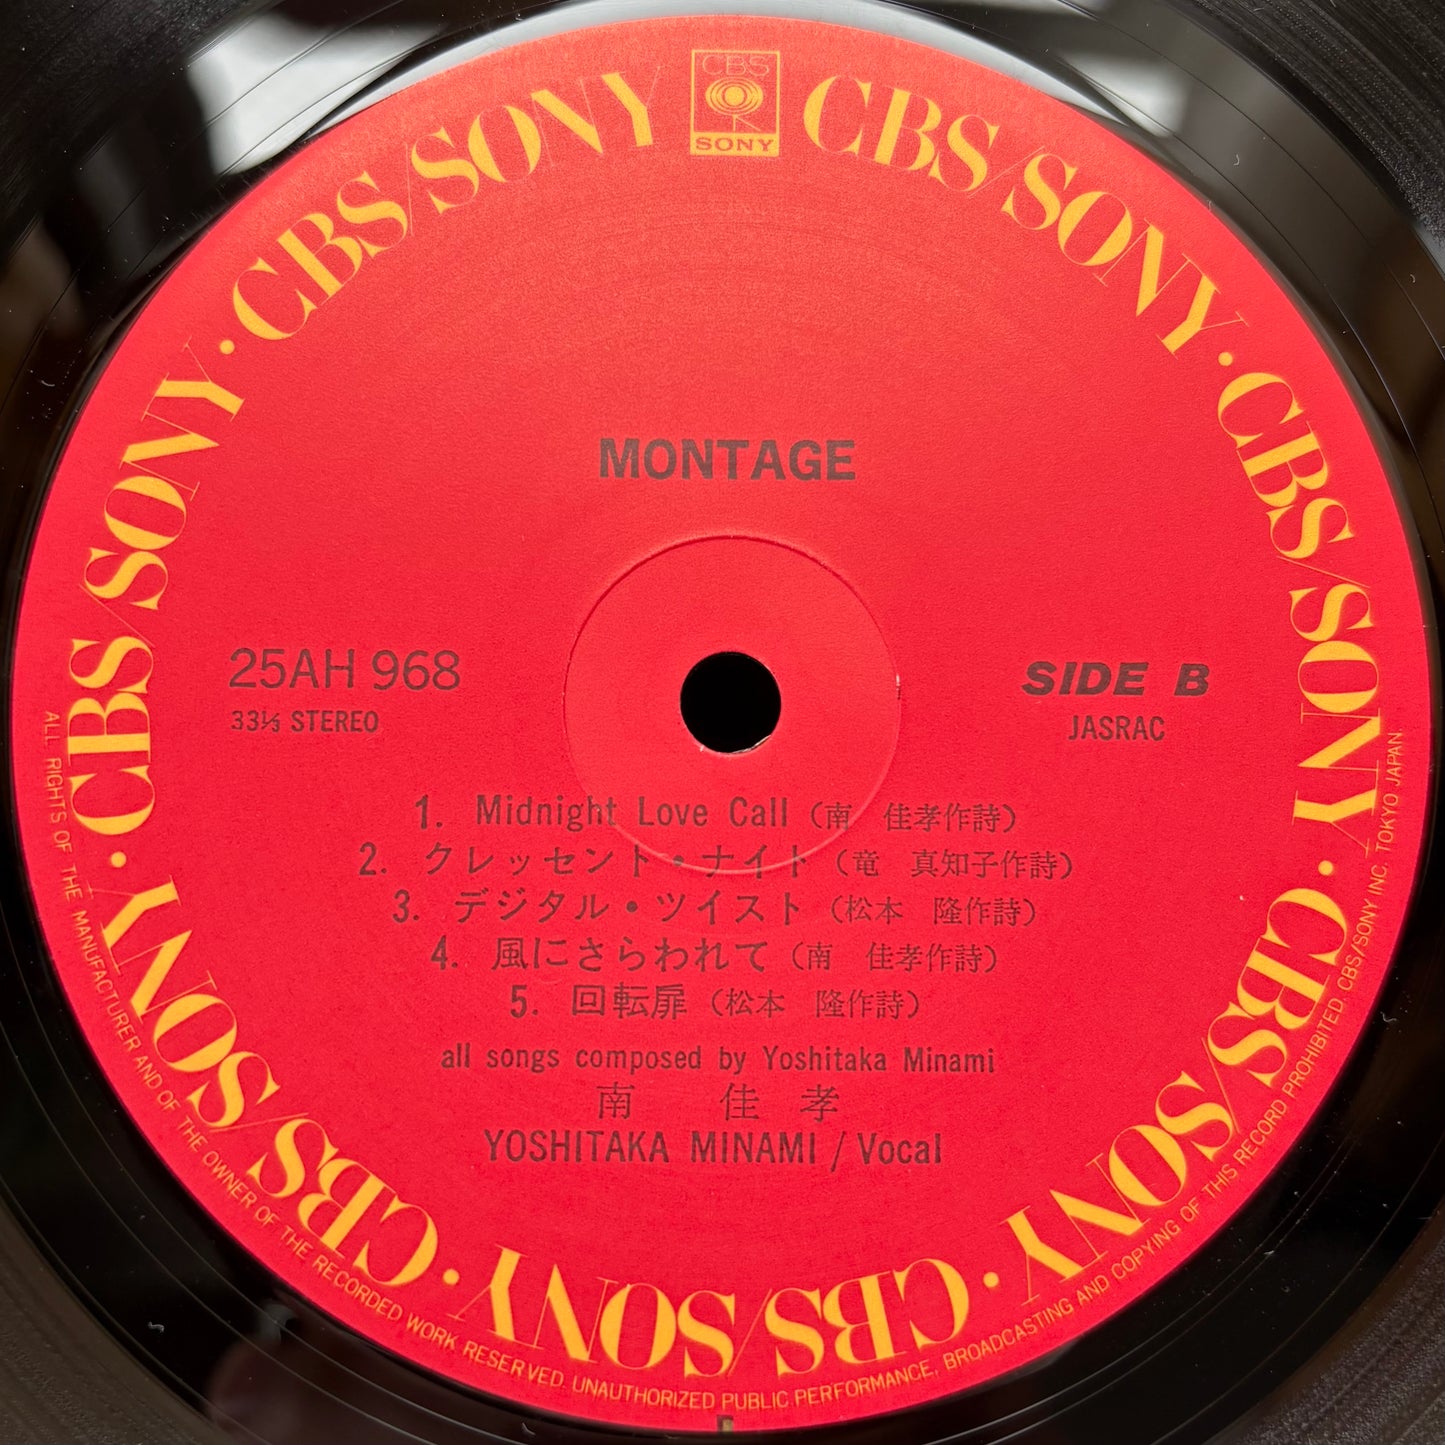 CBS
SONY
CBS/SONY · CBS/SONY · CBS/SONY · CBS/SONY · CBS/SONY · CBS/SONY · CBS/SONY · CBS/SONY
MONTAGE
25AH 968
33⅓ STEREO
SIDE B
JASRAC
1. Midnight Love Call (南 佳孝作詩)
2. クレッセント・ナイト (竜 真知子作詩)
3. デジタル・ツイスト (松本 隆作詩)
4. 風にさらわれて (南 佳孝作詩)
5. 回転扉 (松本 隆作詩)
all songs composed by Yoshitaka Minami
南 佳 孝
YOSHITAKA MINAMI / Vocal
ALL RIGHTS OF THE MANUFACTURER AND OF THE OWNER OF THE RECORDED WORK RESERVED. UNAUTHORIZED PUBLIC PERFORMANCE, BROADCASTING AND COPYING OF THIS RECORD PROHIBITED. CBS/SONY INC. TOKYO JAPAN